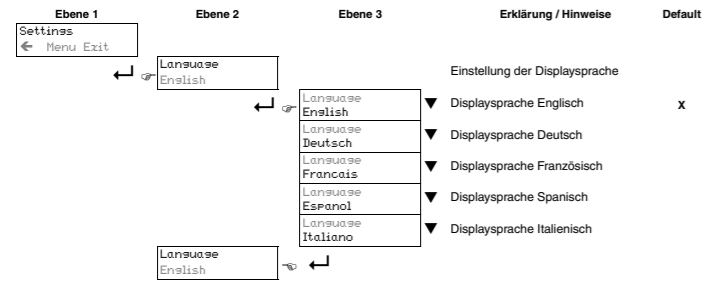 Ebene 1 Ebene 2 Ebene 3 Erklärung / Hinweise Default
Settings
← Menu Exit
Language
English
Einstellung der Displaysprache
Language
English
Displaysprache Englisch x
Language
Deutsch
Displaysprache Deutsch
Language
Francais
Displaysprache Französisch
Language
Espanol
Displaysprache Spanisch
Language
Italiano
Displaysprache Italienisch
Language
English